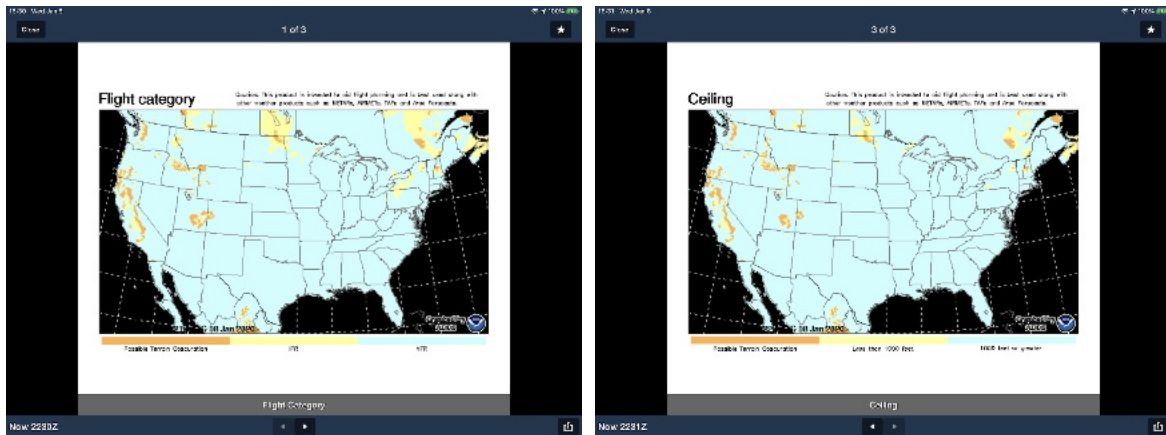 Close
1 of 3
Flight category
Caution: This product is intended to aid flight planning and is best used along with
other weather products such as METARs, AIRMETs, TAFs and Area Forecasts.
Possible Terrain Obscuration
IFR
VFR
Flight Category
Now 2230Z
Close
3 of 3
Ceiling
Caution: This product is intended to aid flight planning and is best used along with
other weather products such as METARs, AIRMETs, TAFs and Area Forecasts.
Possible Terrain Obscuration
Less than 1000 feet
1000 feet or greater
Ceiling
Now 2231Z